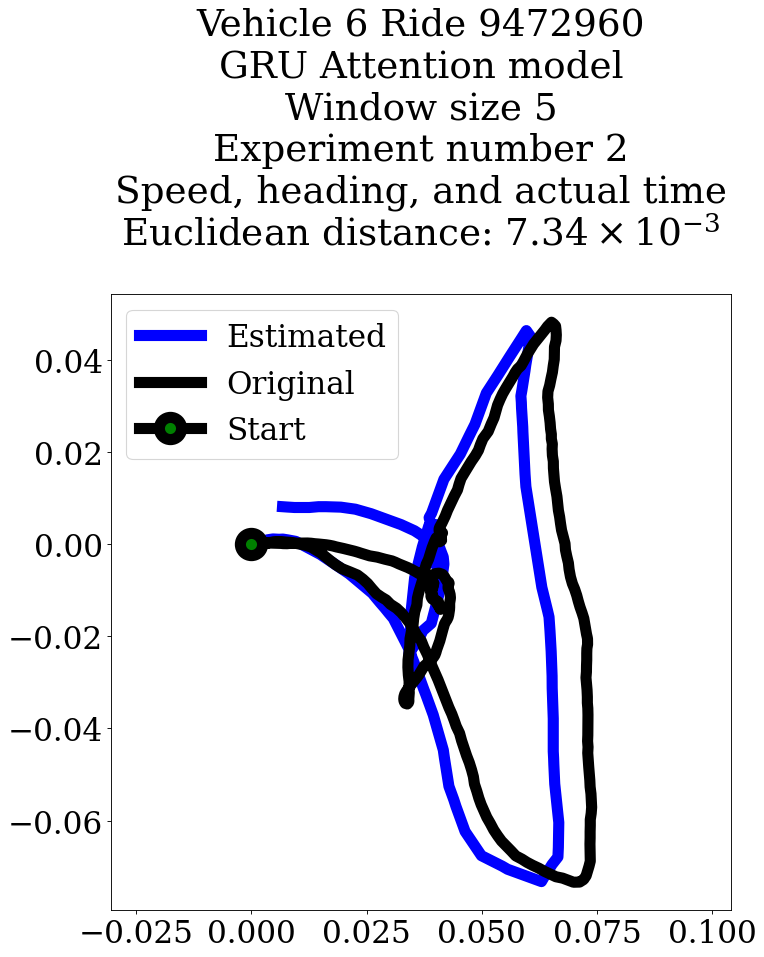 Vehicle 6 Ride 9472960
GRU Attention model
Window size 5
Experiment number 2
Speed, heading, and actual time
Euclidean distance: 7.34 × 10⁻³
Estimated
Original
Start
0.04
0.02
0.00
−0.02
−0.04
−0.06
−0.025 0.000 0.025 0.050 0.075 0.100